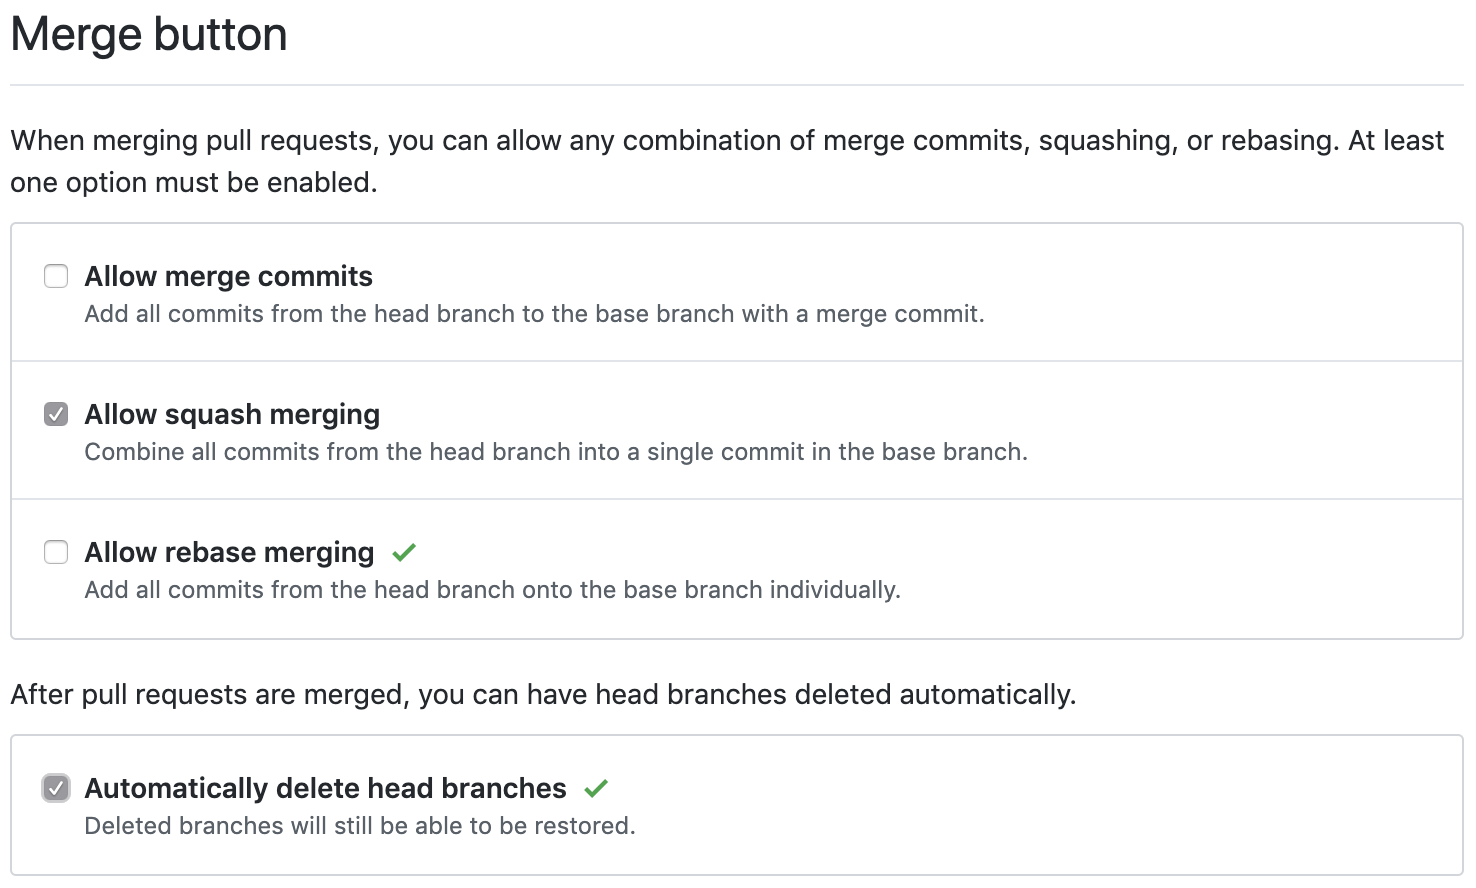 Merge button
When merging pull requests, you can allow any combination of merge commits, squashing, or rebasing. At least
one option must be enabled.
Allow merge commits
Add all commits from the head branch to the base branch with a merge commit.
Allow squash merging
Combine all commits from the head branch into a single commit in the base branch.
Allow rebase merging
Add all commits from the head branch onto the base branch individually.
After pull requests are merged, you can have head branches deleted automatically.
Automatically delete head branches
Deleted branches will still be able to be restored.